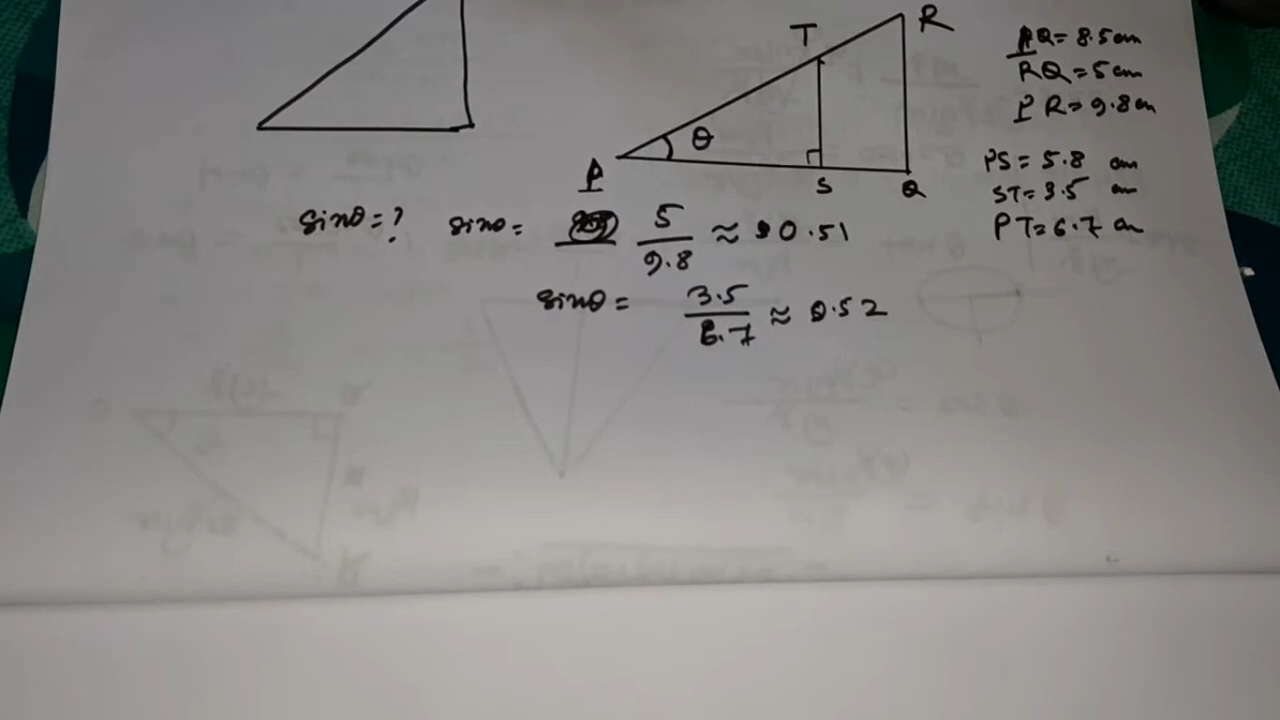 T
R
θ
P
S
Q
PQ = 8.5 cm
RQ = 5 cm
PR = 9.8 cm
PS = 5.8 cm
ST = 3.5 cm
PT = 6.7 cm
sinθ = ? sinθ = 5/9.8 ≈ 0.51
sinθ = 3.5/6.7 ≈ 0.52